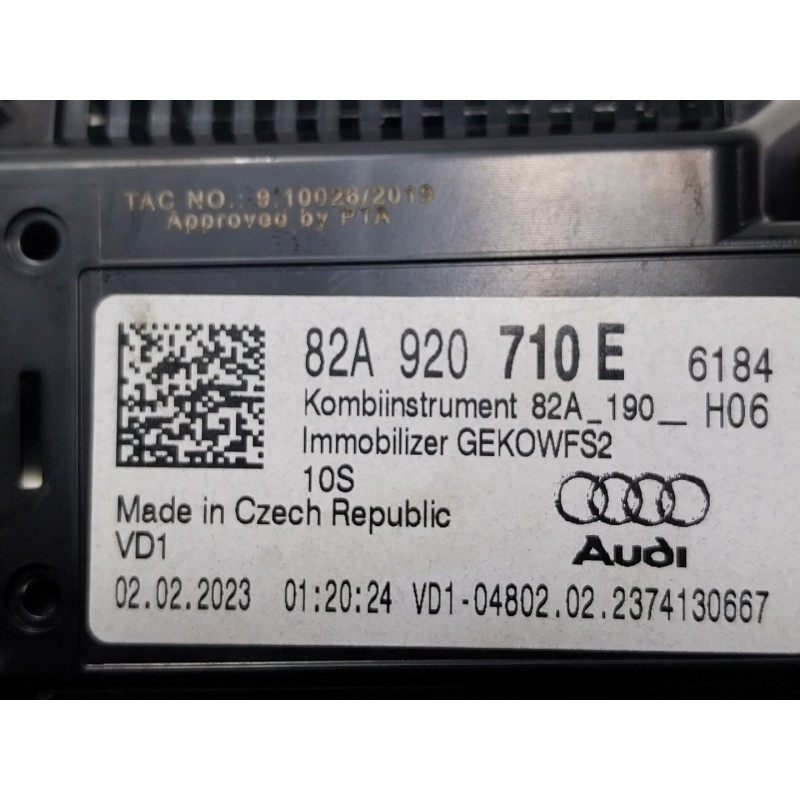 TAC NO.: 9.10026/2019
Approved by PTA
82A 920 710 E 6184
Kombiinstrument 82A_190_ H06
Immobilizer GEKOWFS2
10S
Made in Czech Republic
Audi
VD1
02.02.2023 01:20:24 VD1-04802.02.2374130667